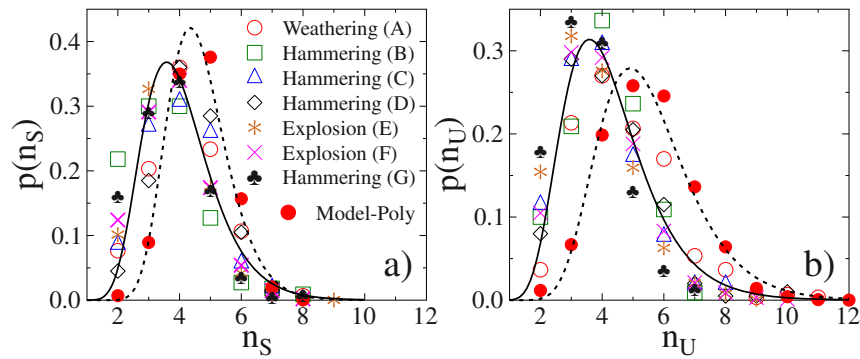 0.4
0.3
0.2
0.1
0.0
p(n_S)
2 4 6 8 10 12
n_S
a)
Weathering (A)
Hammering (B)
Hammering (C)
Hammering (D)
Explosion (E)
Explosion (F)
Hammering (G)
Model-Poly
0.3
0.2
0.1
0.0
p(n_U)
2 4 6 8 10 12
n_U
b)